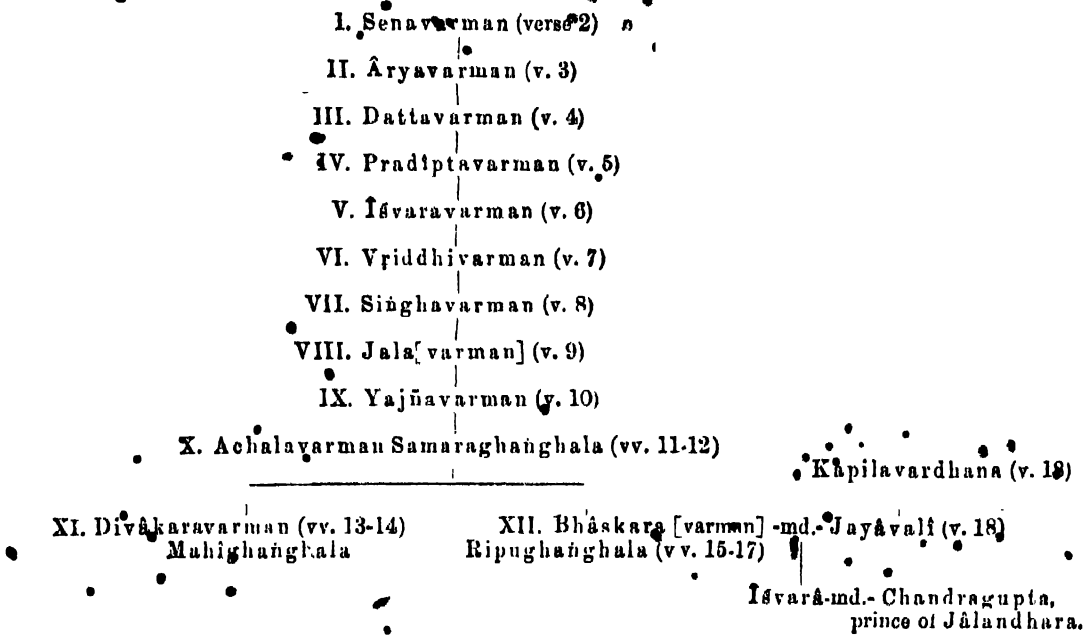 I. Senavarman (verse 2)
II. Âryavarman (v. 3)
III. Dattavarman (v. 4)
IV. Pradîptavarman (v. 5)
V. Îśvaravarman (v. 6)
VI. Vṛiddhivarman (v. 7)
VII. Siṅghavarman (v. 8)
VIII. Jala[varman] (v. 9)
IX. Yajñavarman (v. 10)
X. Achalavarman Samaraghaṅghala (vv. 11-12)
Kapilavardhana (v. 18)
XI. Divâkaravarman (vv. 13-14)
Mahîghaṅghala
XII. Bhâskara [varman] -md.- Jayâvalî (v. 18)
Ripughaṅghala (vv. 15-17)
Îśvarâ-md.- Chandragupta,
prince of Jâlandhara.